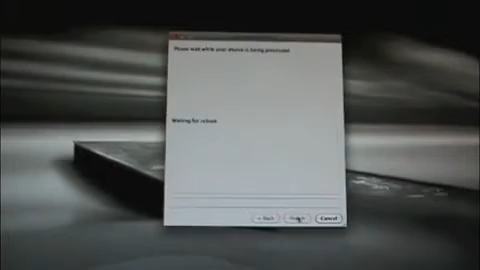 Please wait while your device is being processed.
Waiting for reboot
< Back
Cancel